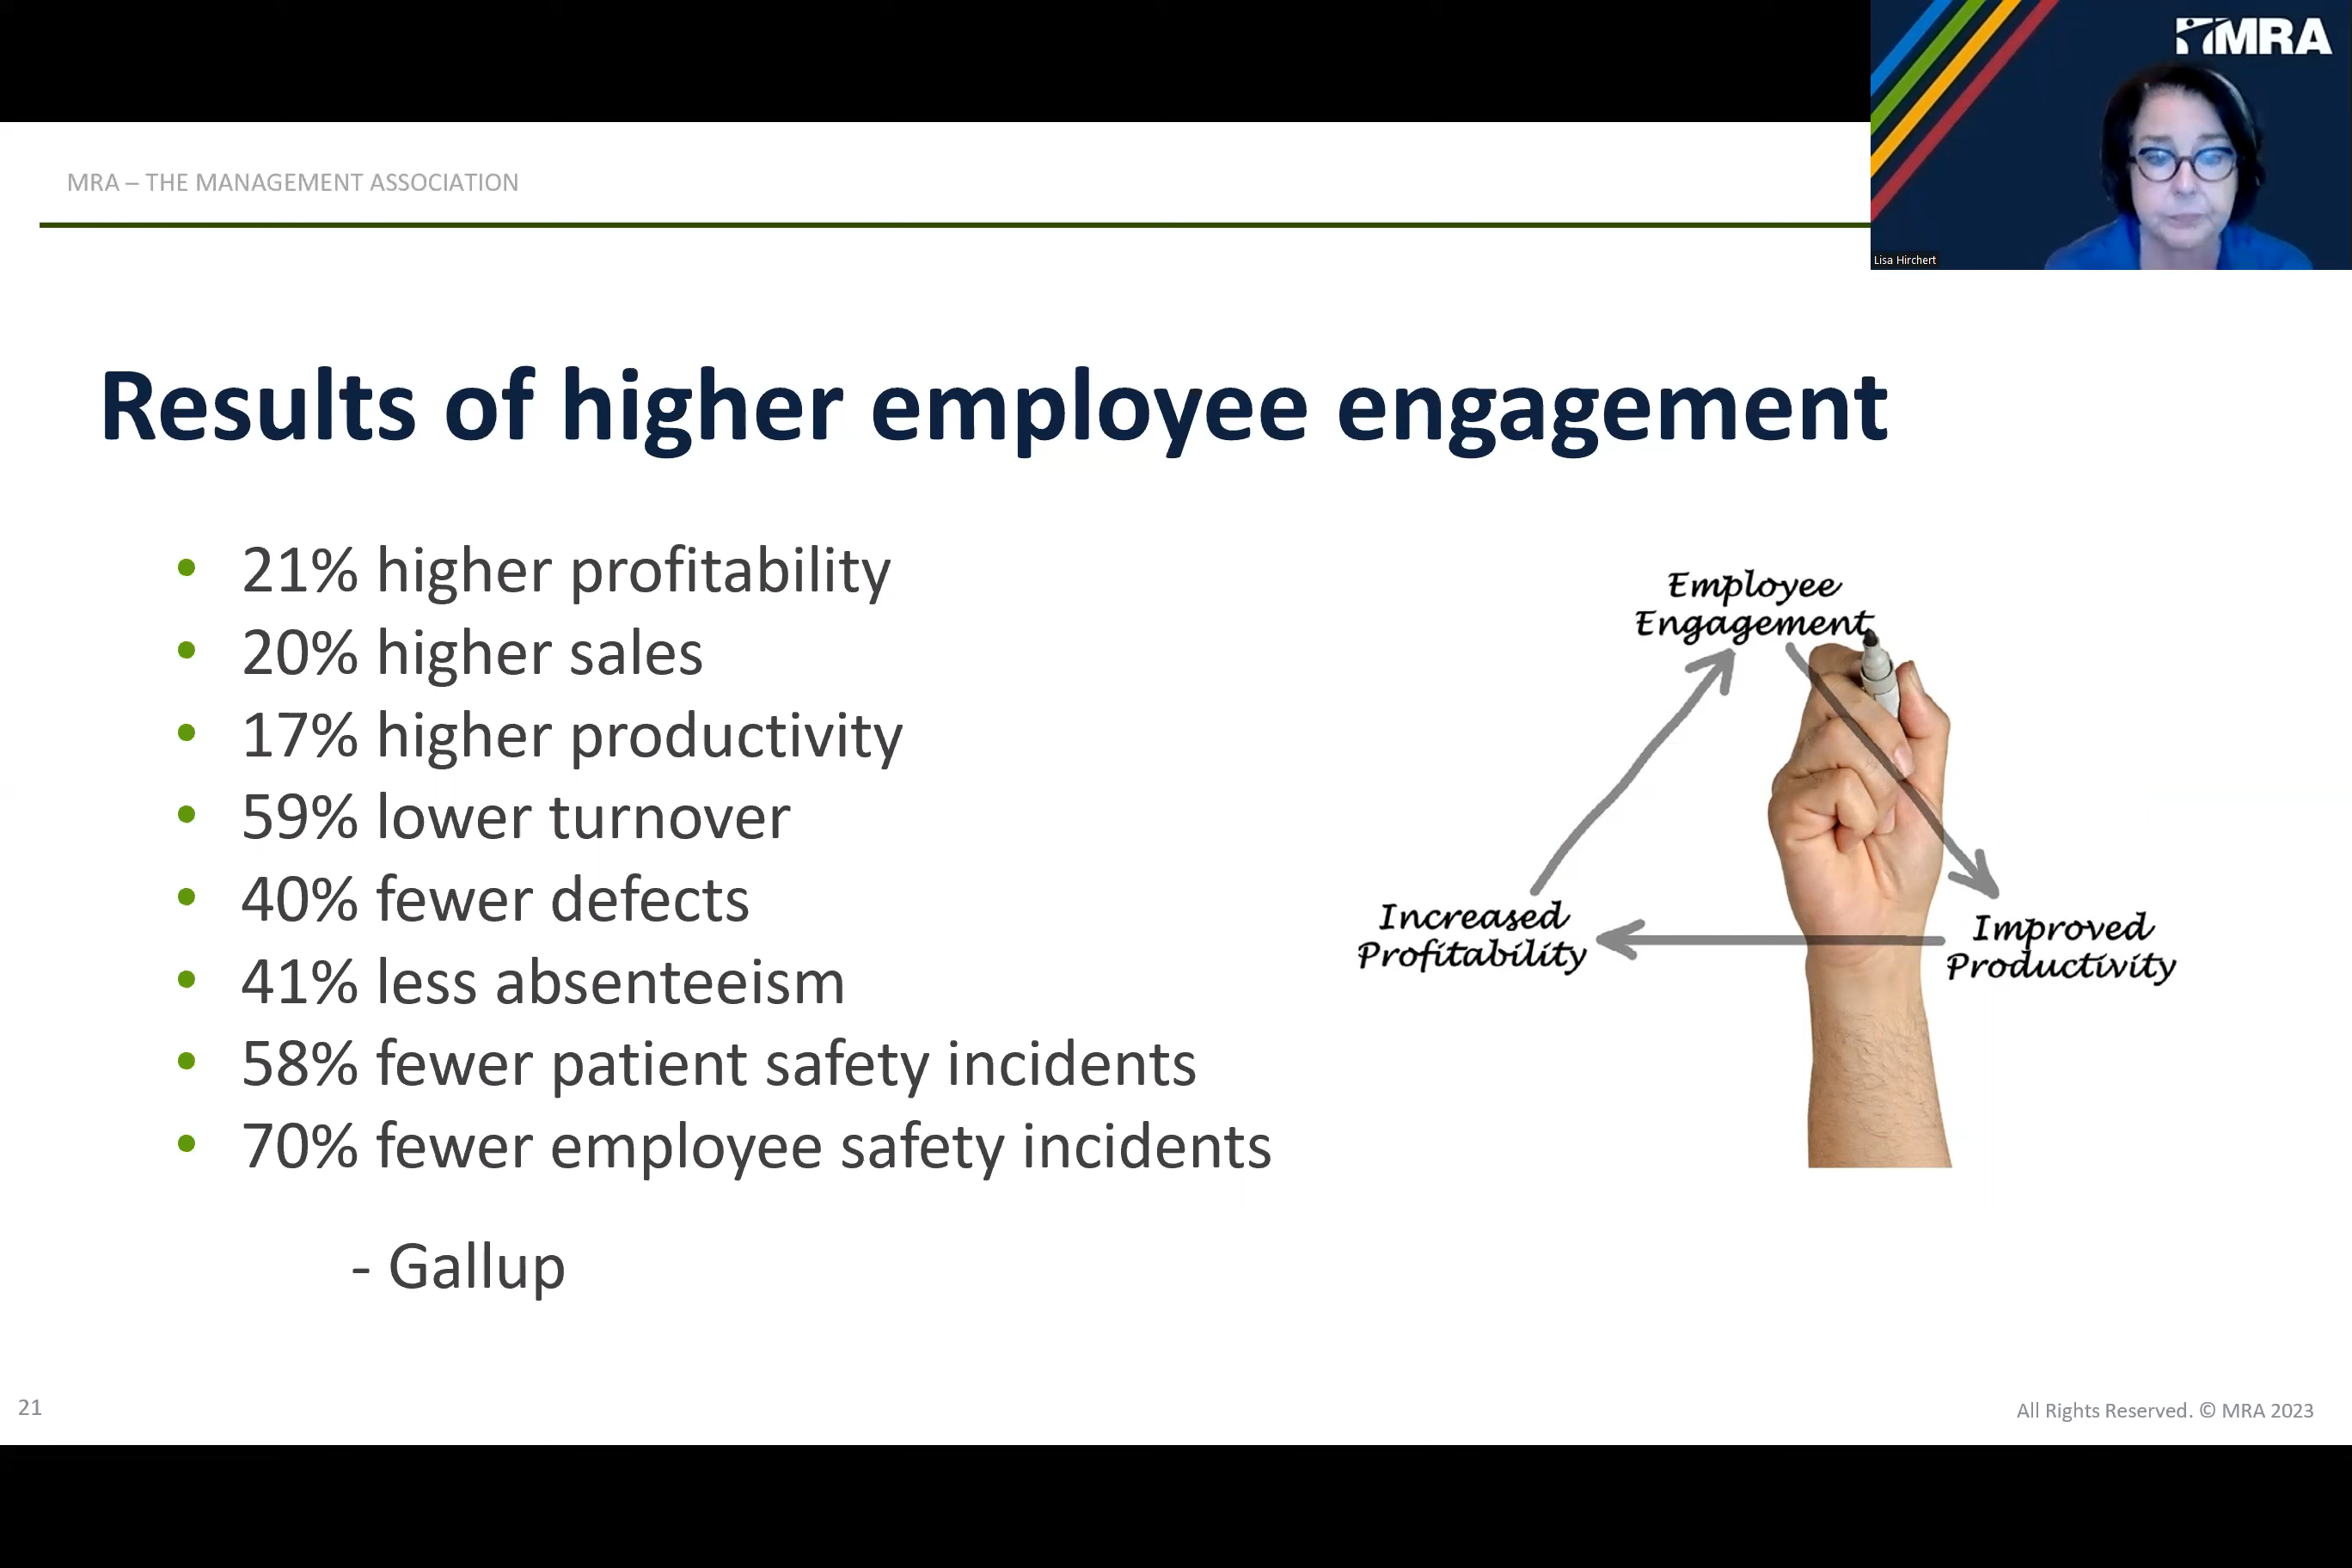 MRA
MRA – THE MANAGEMENT ASSOCIATION
Lisa Hirchert
Results of higher employee engagement
• 21% higher profitability
• 20% higher sales
• 17% higher productivity
• 59% lower turnover
• 40% fewer defects
• 41% less absenteeism
• 58% fewer patient safety incidents
• 70% fewer employee safety incidents
- Gallup
Employee
Engagement
Increased
Profitability
Improved
Productivity
21
All Rights Reserved. © MRA 2023